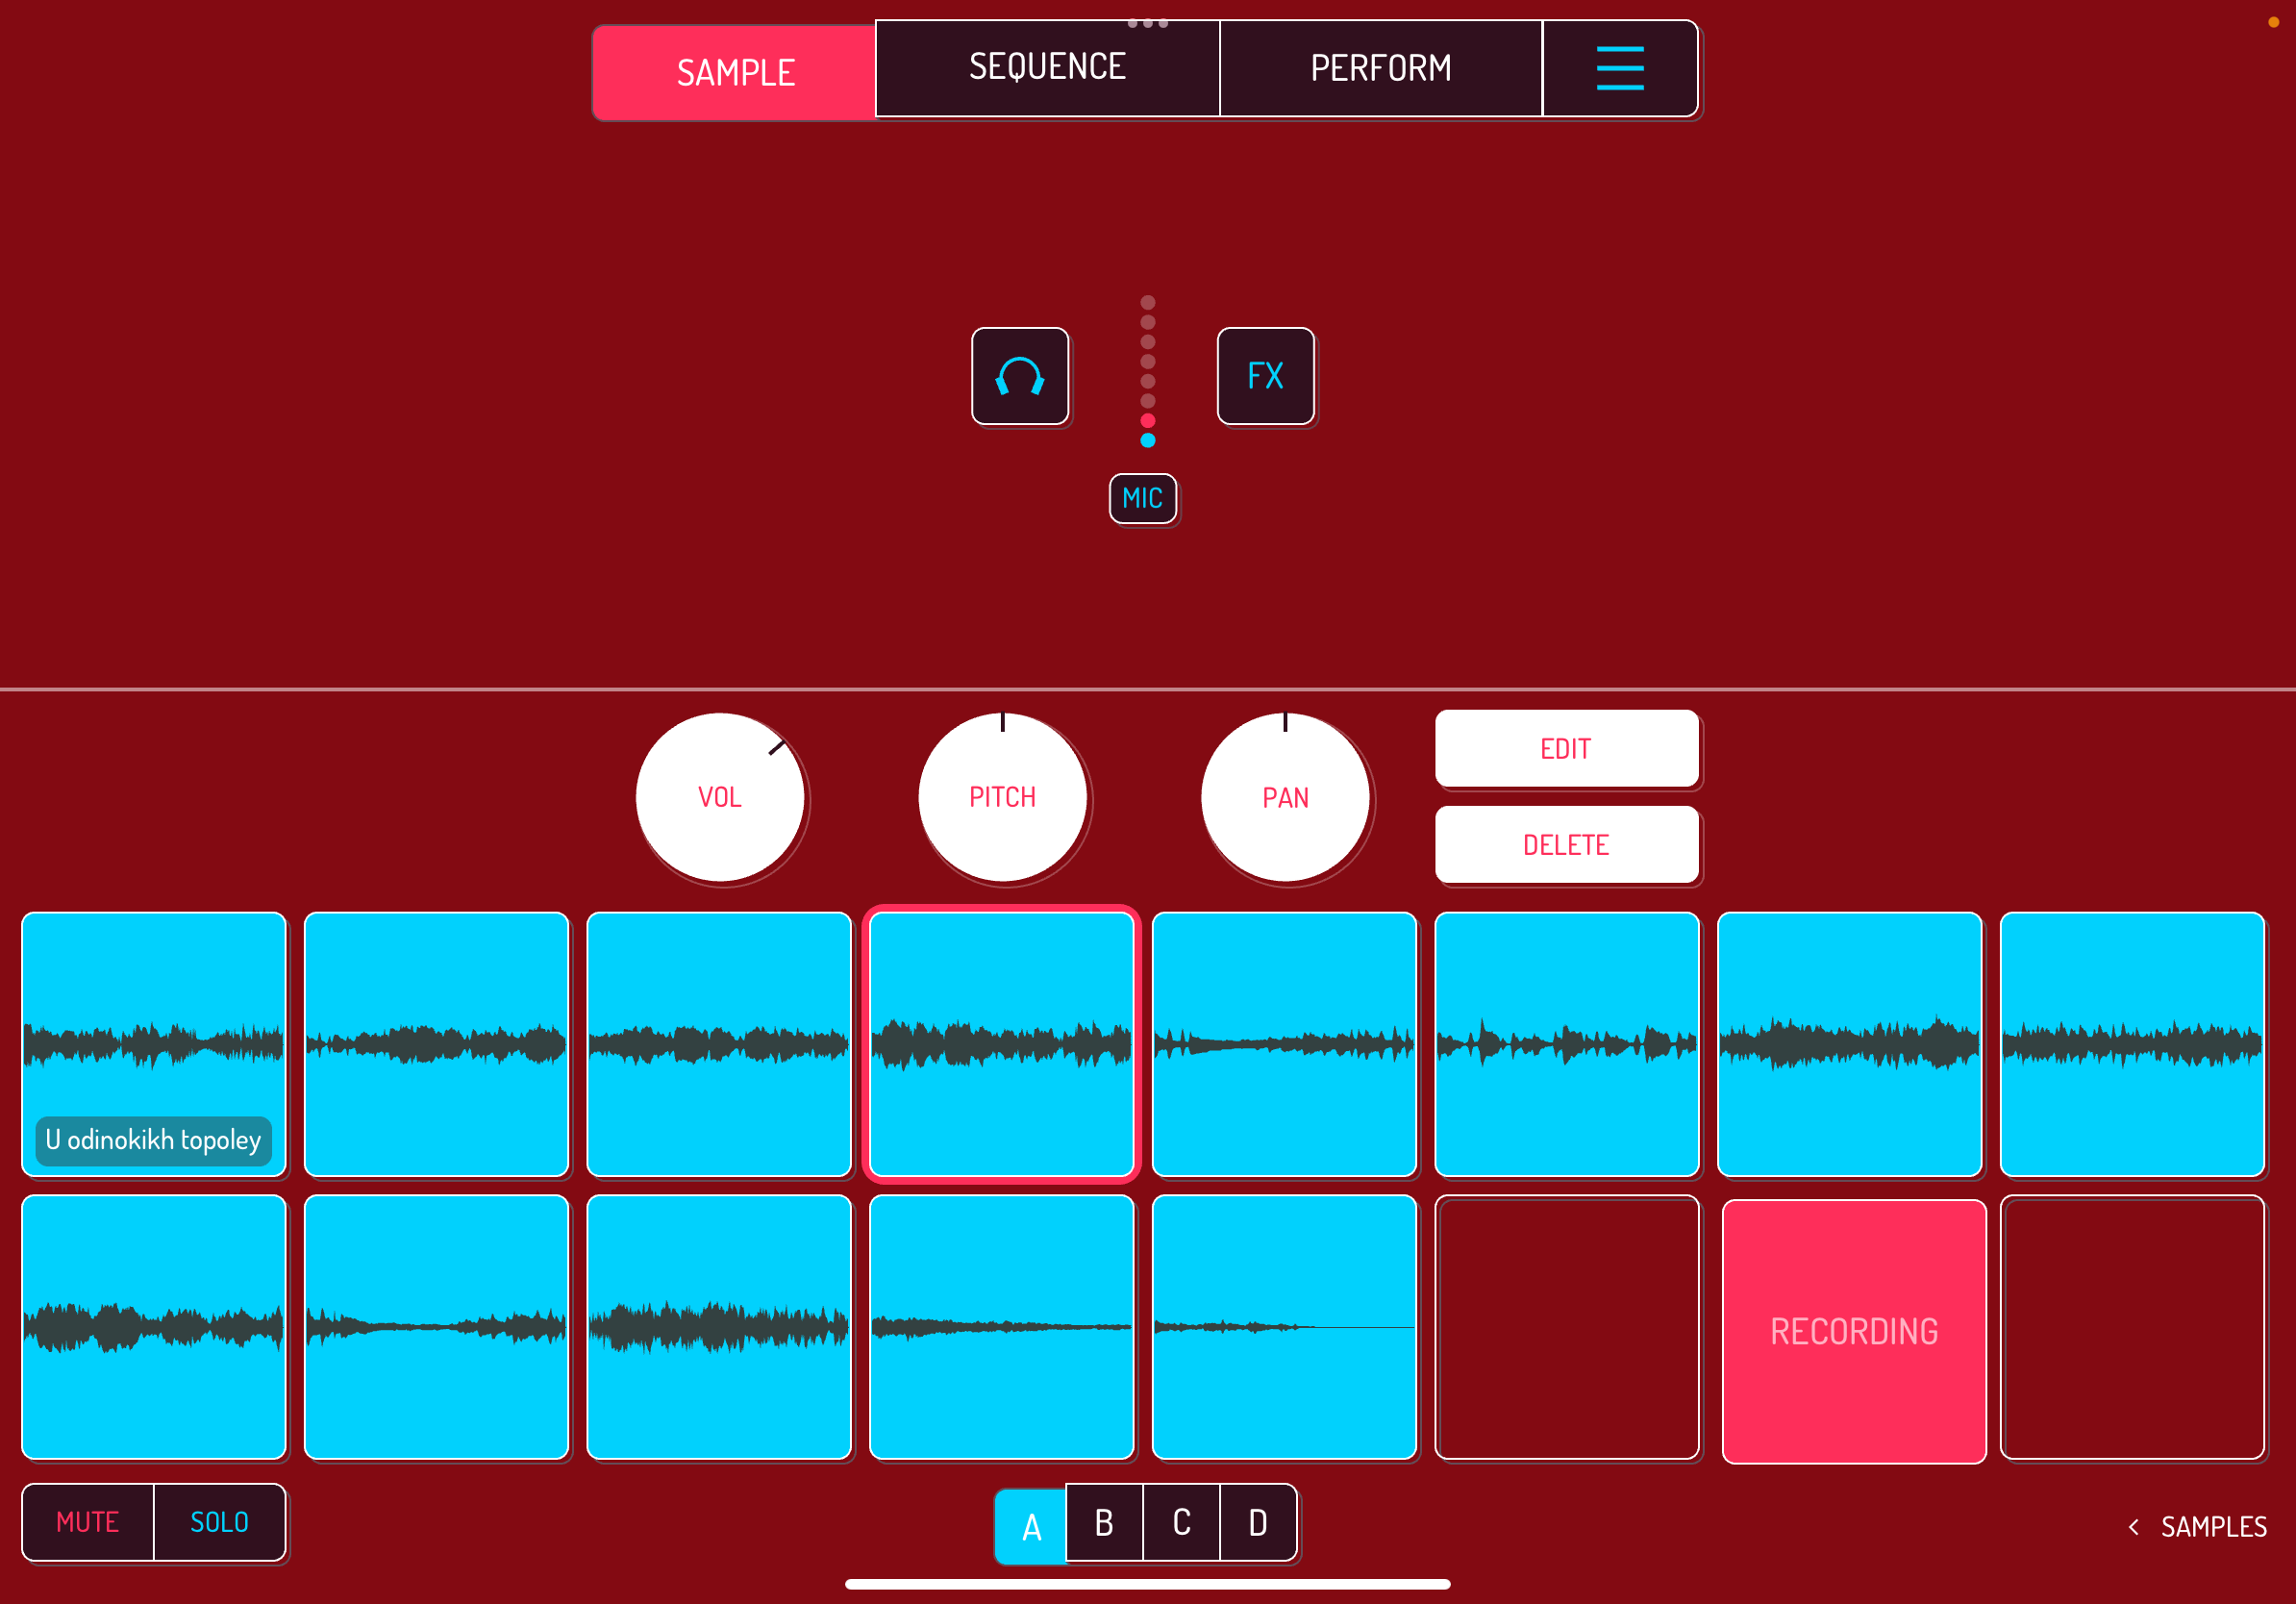 SAMPLE SEQUENCE PERFORM
FX
MIC
VOL PITCH PAN EDIT
DELETE
U odinokikh topoley
RECORDING
MUTE SOLO A B C D < SAMPLES